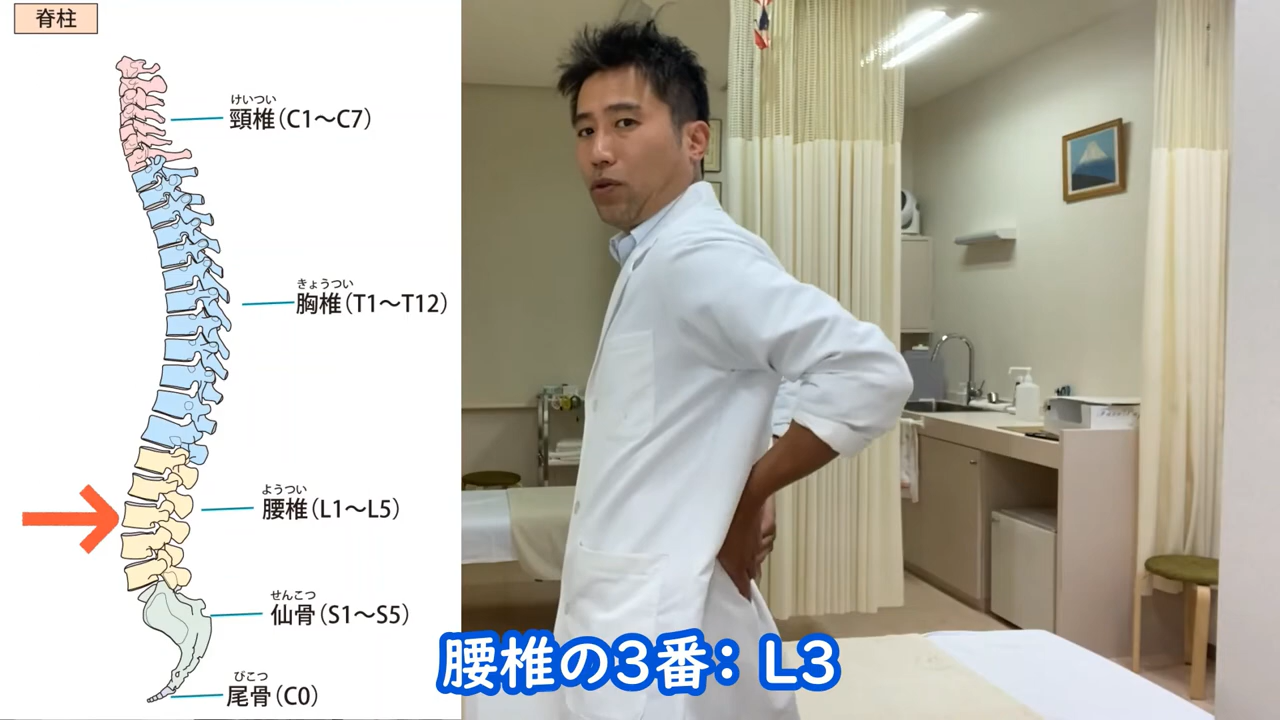 脊柱
けいつい
頸椎(C1〜C7)
きょうつい
胸椎(T1〜T12)
ようつい
腰椎(L1〜L5)
せんこつ
仙骨(S1〜S5)
びこつ
尾骨(C0)
腰椎の3番： L3